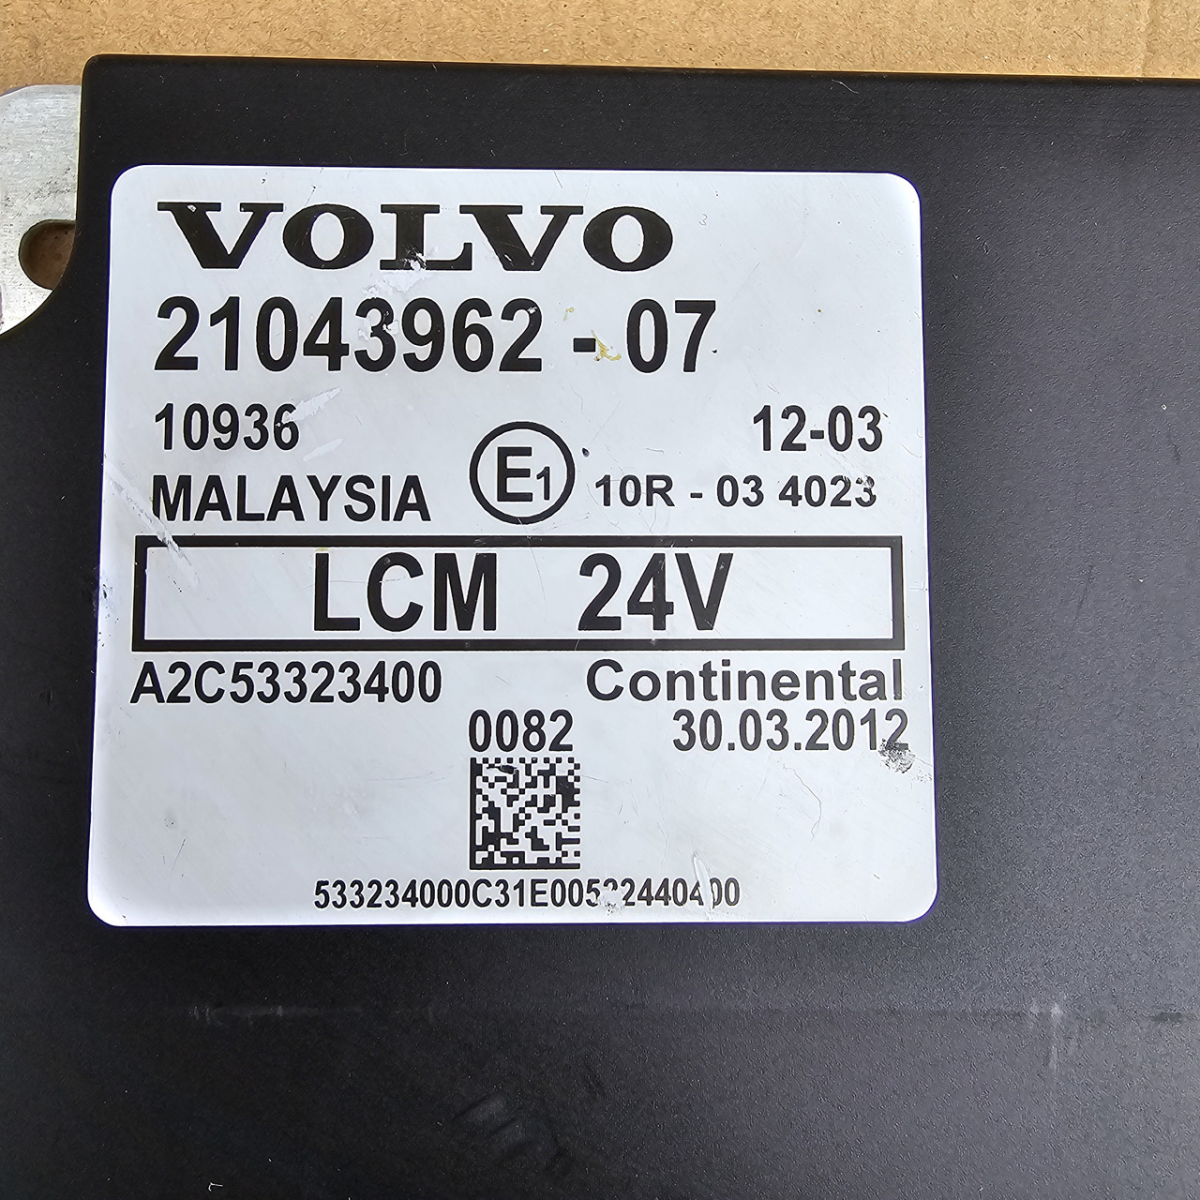 VOLVO
21043962 - 07
10936 12-03
MALAYSIA E1 10R - 03 4023
LCM 24V
A2C53323400 Continental
0082 30.03.2012